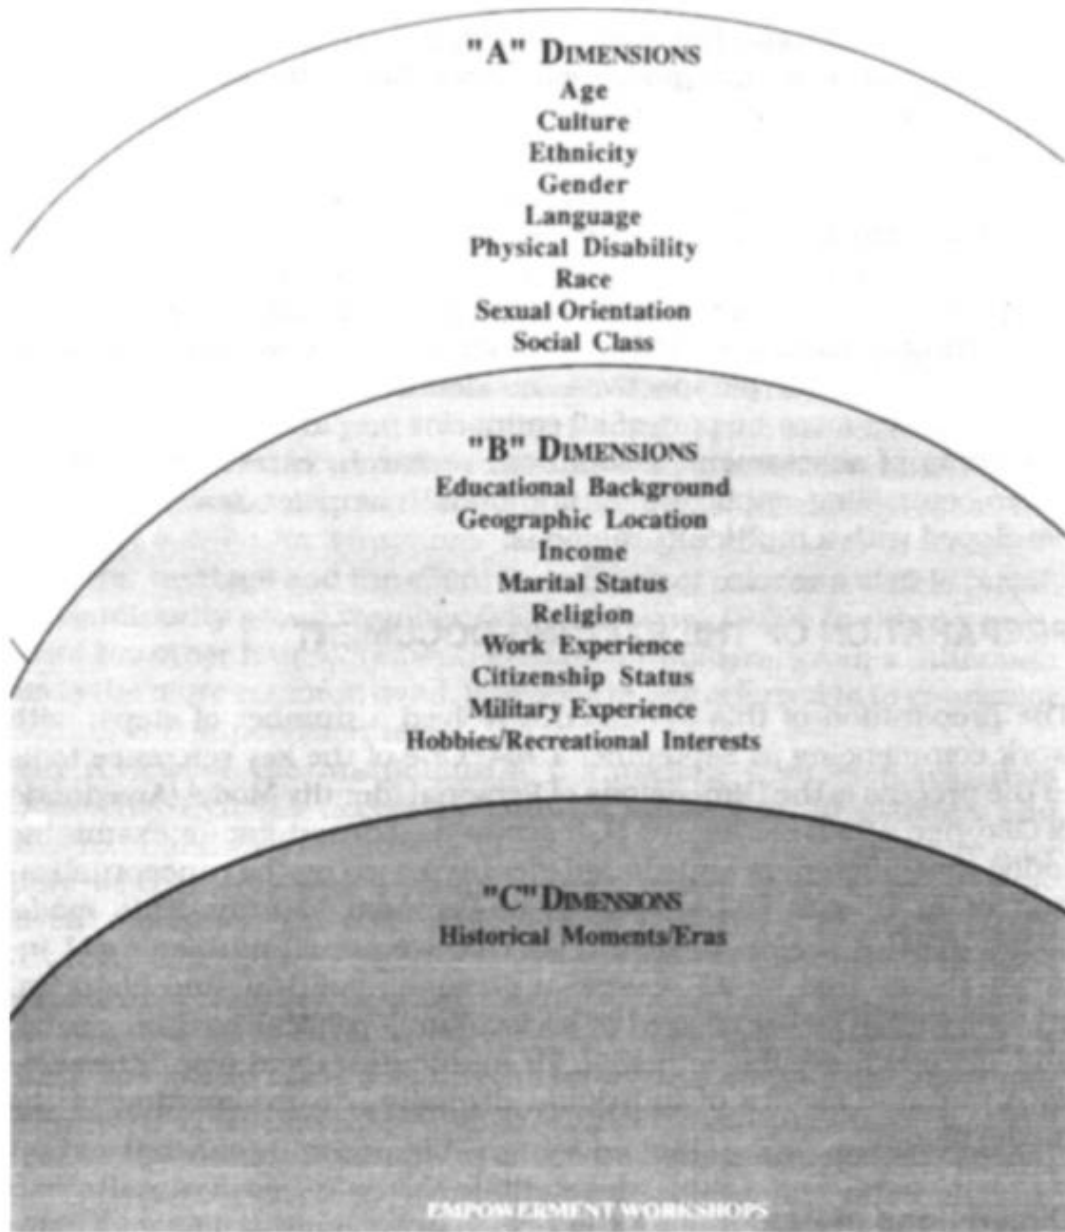 "A" DIMENSIONS
Age
Culture
Ethnicity
Gender
Language
Physical Disability
Race
Sexual Orientation
Social Class
"B" DIMENSIONS
Educational Background
Geographic Location
Income
Marital Status
Religion
Work Experience
Citizenship Status
Military Experience
Hobbies/Recreational Interests
"C" DIMENSIONS
Historical Moments/Eras
EMPOWERMENT WORKSHOPS